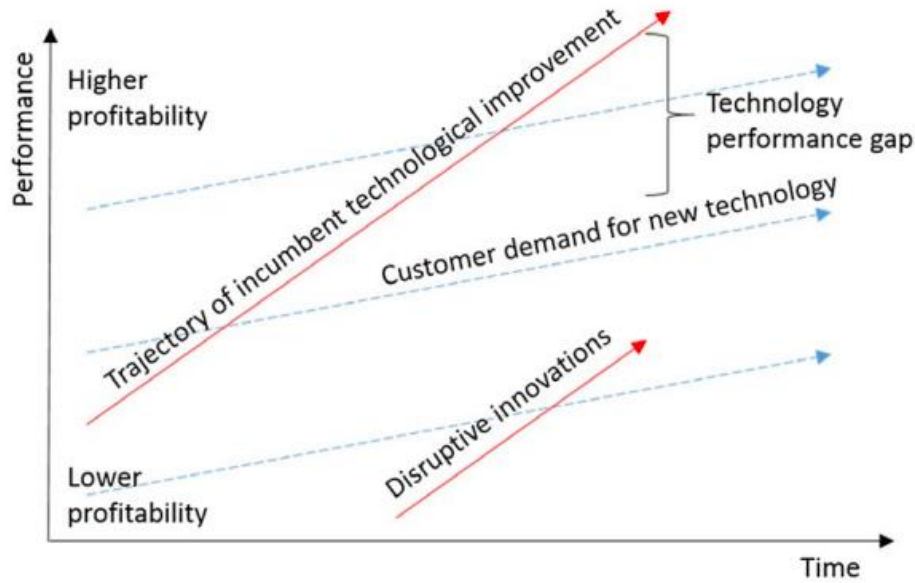 Performance
Higher
profitability
Trajectory of incumbent technological improvement
Technology
performance gap
Customer demand for new technology
Disruptive innovations
Lower
profitability
Time